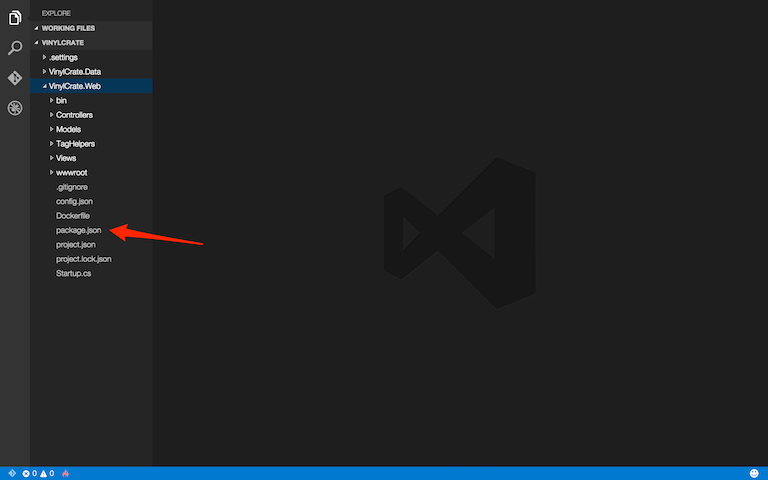 EXPLORE
WORKING FILES
VINYLCRATE
.settings
VinylCrate.Data
VinylCrate.Web
bin
Controllers
Models
TagHelpers
Views
wwwroot
.gitignore
config.json
Dockerfile
package.json
project.json
project.lock.json
Startup.cs
0 0